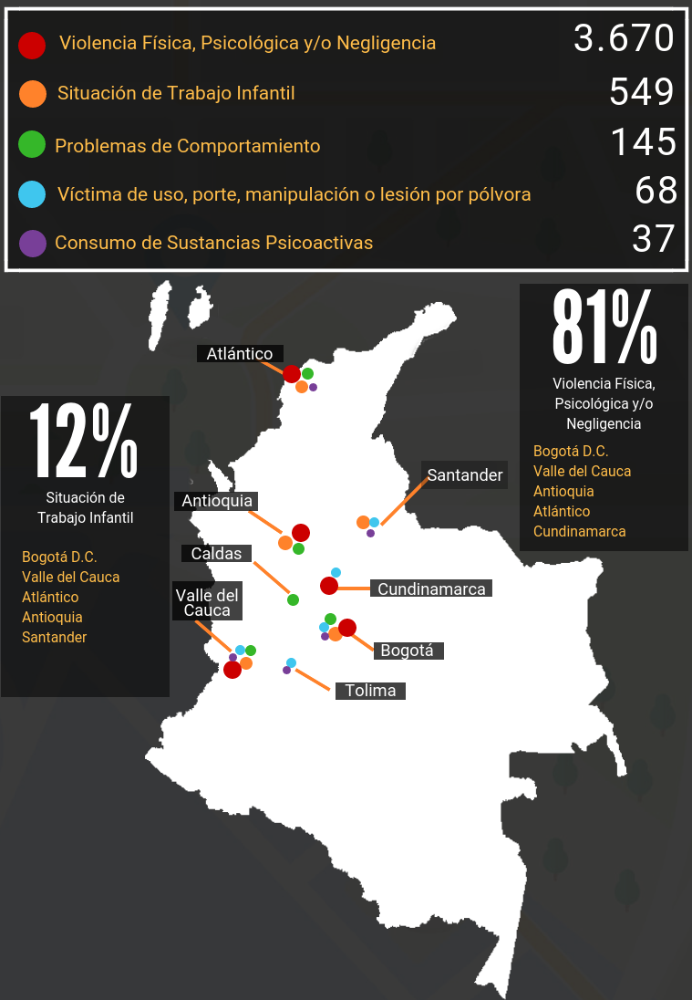 Violencia Física, Psicológica y/o Negligencia 3.670
Situación de Trabajo Infantil 549
Problemas de Comportamiento 145
Víctima de uso, porte, manipulación o lesión por pólvora 68
Consumo de Sustancias Psicoactivas 37
81%
Violencia Física,
Psicológica y/o
Negligencia
Bogotá D.C.
Valle del Cauca
Antioquia
Atlántico
Cundinamarca
12%
Situación de
Trabajo Infantil
Bogotá D.C.
Valle del Cauca
Atlántico
Antioquia
Santander
Atlántico
Santander
Antioquia
Caldas
Cundinamarca
Valle del
Cauca
Bogotá
Tolima